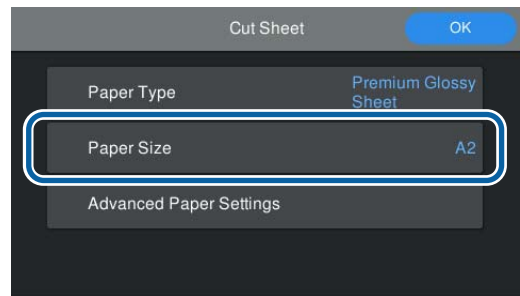 Cut Sheet OK
Paper Type Premium Glossy
Sheet
Paper Size A2
Advanced Paper Settings